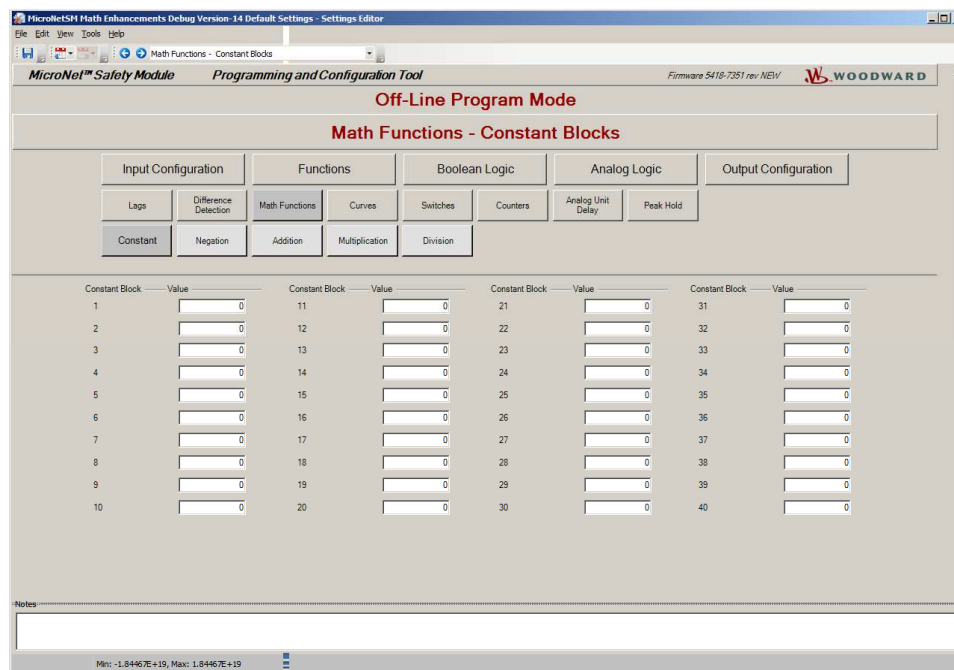 MicroNetSM Math Enhancements Debug Version-14 Default Settings - Settings Editor
File Edit View Tools Help
Math Functions - Constant Blocks
MicroNet™ Safety Module Programming and Configuration Tool Firmware 5418-7351 rev NEW WOODWARD
Off-Line Program Mode
Math Functions - Constant Blocks
Input Configuration Functions Boolean Logic Analog Logic Output Configuration
Lags Difference Detection Math Functions Curves Switches Counters Analog Unit Delay Peak Hold
Constant Negation Addition Multiplication Division
Constant Block Value Constant Block Value Constant Block Value Constant Block Value
1 0 11 0 21 0 31 0
2 0 12 0 22 0 32 0
3 0 13 0 23 0 33 0
4 0 14 0 24 0 34 0
5 0 15 0 25 0 35 0
6 0 16 0 26 0 36 0
7 0 17 0 27 0 37 0
8 0 18 0 28 0 38 0
9 0 19 0 29 0 39 0
10 0 20 0 30 0 40 0
Notes
Min: -1.84467E+19, Max: 1.84467E+19